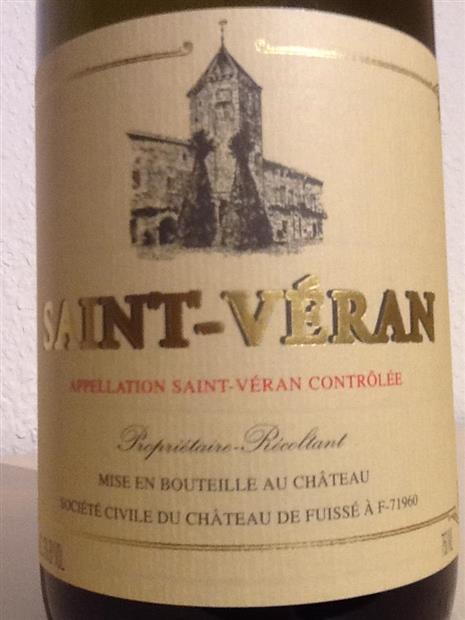 SAINT-VÉRAN
APPELLATION SAINT-VÉRAN CONTRÔLÉE
Propriétaire-Récoltant
MISE EN BOUTEILLE AU CHÂTEAU
SOCIÉTÉ CIVILE DU CHÂTEAU DE FUISSÉ À F-71960